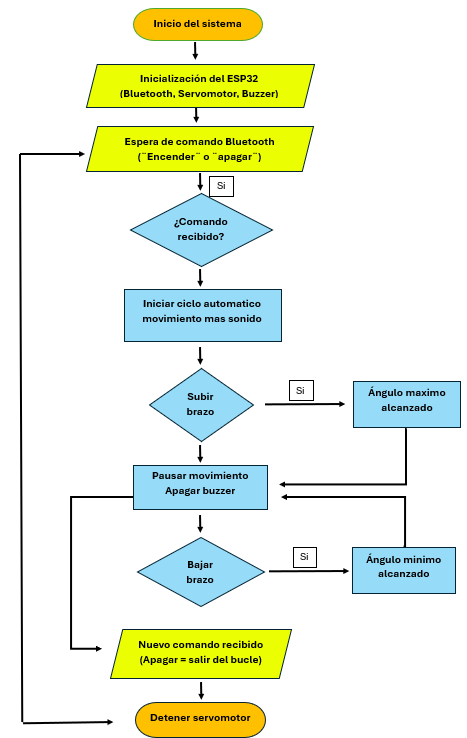 Inicio del sistema
Inicialización del ESP32
(Bluetooth, Servomotor, Buzzer)
Espera de comando Bluetooth
(¨Encender¨ o ¨apagar¨)
Si
¿Comando
recibido?
Iniciar ciclo automatico
movimiento mas sonido
Subir
brazo
Si
Ángulo maximo
alcanzado
Pausar movimiento
Apagar buzzer
Bajar
brazo
Si
Ángulo minimo
alcanzado
Nuevo comando recibido
(Apagar = salir del bucle)
Detener servomotor